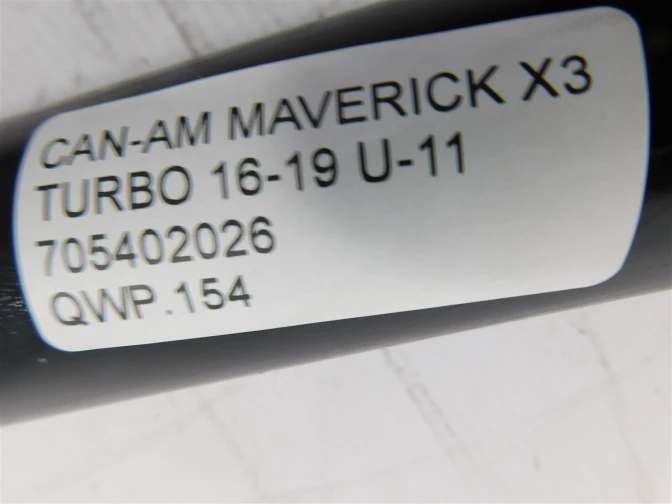 CAN-AM MAVERICK X3
TURBO 16-19 U-11
705402026
QWP.154